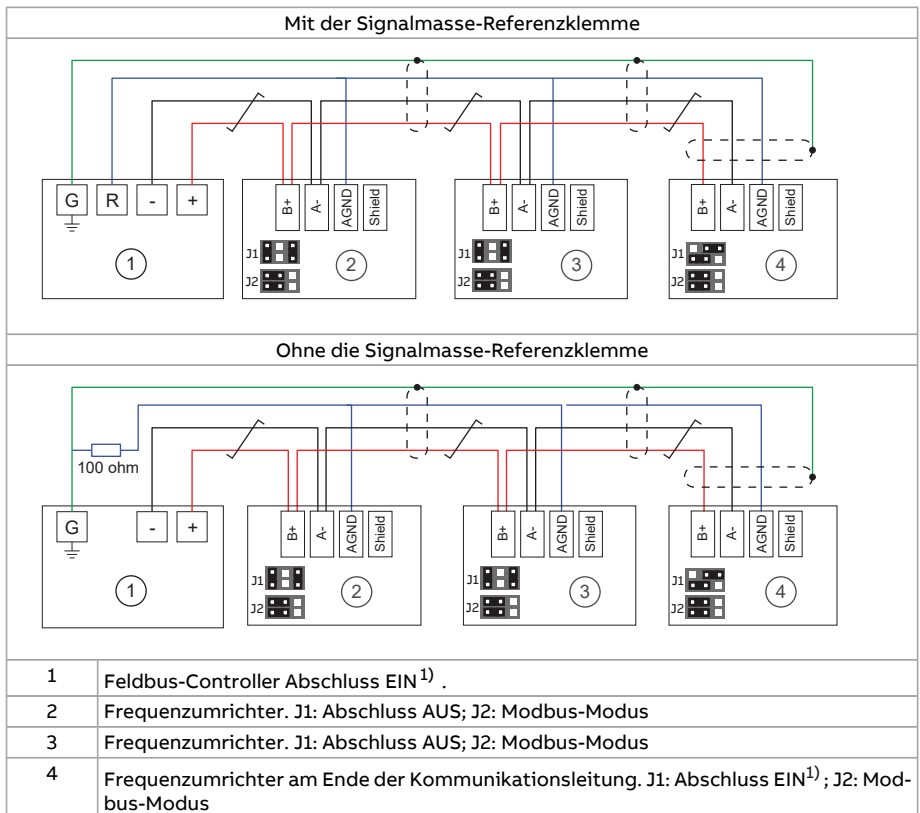 Mit der Signalmasse-Referenzklemme
G R - +
B+ A- AGND Shield
B+ A- AGND Shield
B+ A- AGND Shield
J1 J1 J1
1 2 3 4
J2 J2 J2
Ohne die Signalmasse-Referenzklemme
100 ohm
G - +
B+ A- AGND Shield
B+ A- AGND Shield
B+ A- AGND Shield
J1 J1 J1
1 2 3 4
J2 J2 J2
1 Feldbus-Controller Abschluss EIN1) .
2 Frequenzumrichter. J1: Abschluss AUS; J2: Modbus-Modus
3 Frequenzumrichter. J1: Abschluss AUS; J2: Modbus-Modus
4 Frequenzumrichter am Ende der Kommunikationsleitung. J1: Abschluss EIN1) ; J2: Mod-
bus-Modus